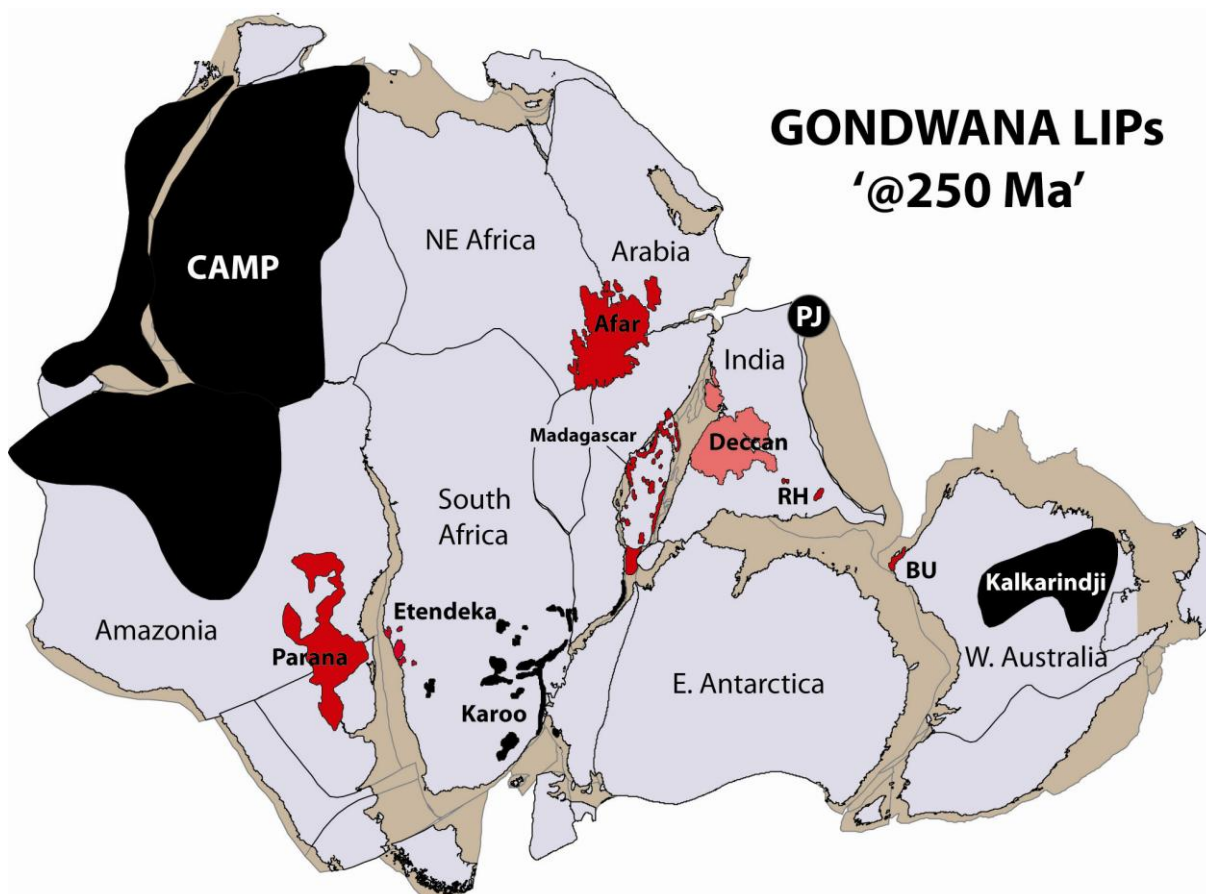 GONDWANA LIPs
'@250 Ma'
CAMP
NE Africa
Arabia
Afar
PJ
India
Madagascar
Deccan
RH
South
Africa
BU
Kalkarindji
Etendeka
Amazonia
Parana
W. Australia
E. Antarctica
Karoo